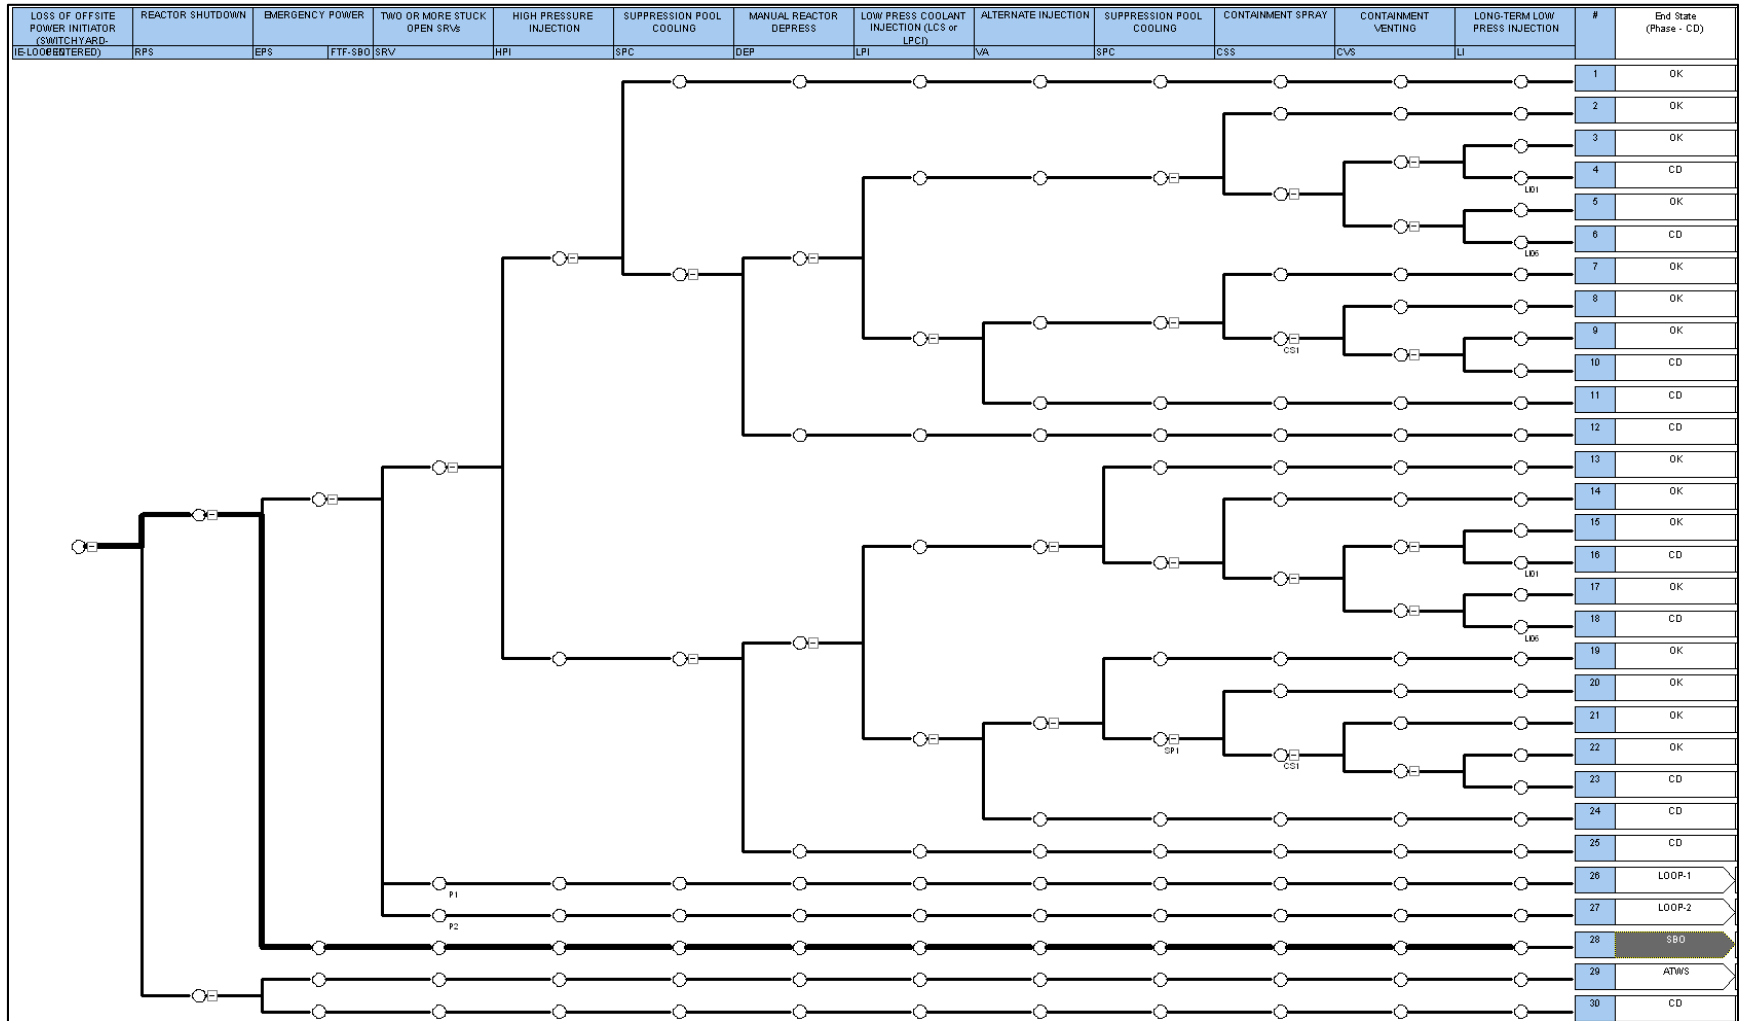 LOSS OF OFFSITE
POWER INITIATOR
(SWITCHYARD-
REACTOR SHUTDOWN
EMERGENCY POWER
TWO OR MORE STUCK
OPEN SRVs
HIGH PRESSURE
INJECTION
SUPPRESSION POOL
COOLING
MANUAL REACTOR
DEPRESS
LOW PRESS COOLANT
INJECTION (LCS or
LPCI)
ALTERNATE INJECTION
SUPPRESSION POOL
COOLING
CONTAINMENT SPRAY
CONTAINMENT
VENTING
LONG-TERM LOW
PRESS INJECTION
#
End State
(Phase - CD)
RPS
EPS
FTF-SBO
SRV
HPI
SPC
DEP
LPI
VA
SPC
CSS
CVS
LI
1 OK
2 OK
3 OK
4 CD
LI01
5 OK
6 CD
LI06
7 OK
8 OK
9 OK
CS1
10 CD
11 CD
12 CD
13 OK
14 OK
15 OK
16 CD
LI01
17 OK
18 CD
LI06
19 OK
20 OK
21 OK
SP1
22 OK
CS1
23 CD
24 CD
25 CD
26 LOOP-1
P1
27 LOOP-2
P2
28 SBO
29 ATWS
30 CD